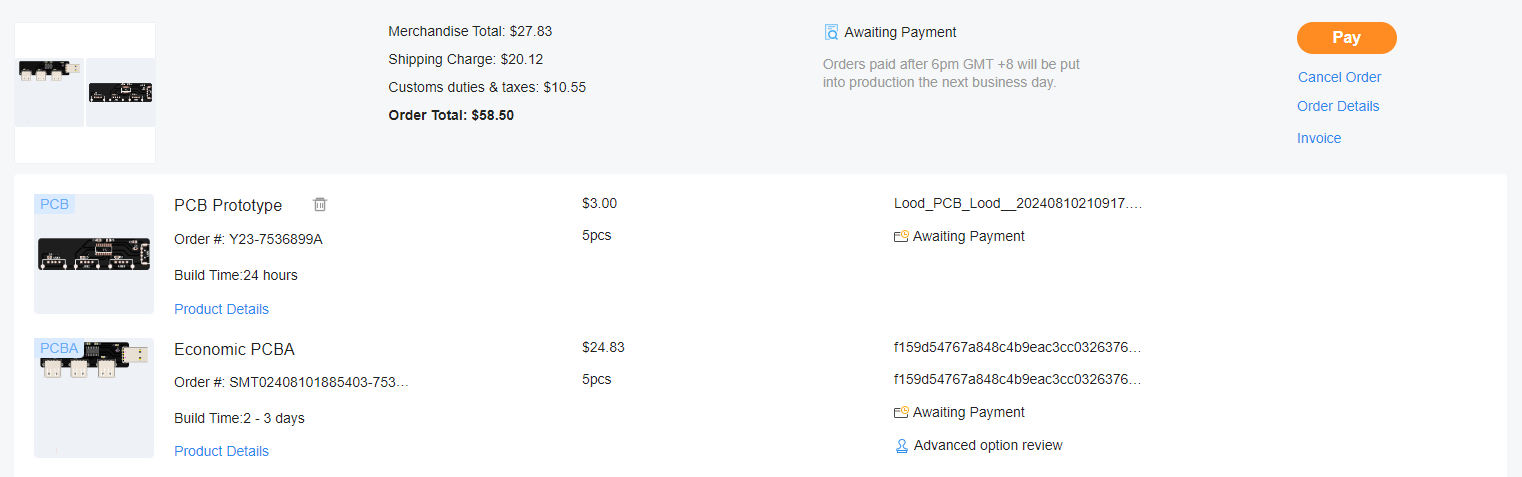 Merchandise Total: $27.83
Shipping Charge: $20.12
Customs duties & taxes: $10.55
Order Total: $58.50
Awaiting Payment
Orders paid after 6pm GMT +8 will be put
into production the next business day.
Pay
Cancel Order
Order Details
Invoice
PCB
PCB Prototype
Order #: Y23-7536899A
Build Time:24 hours
Product Details
$3.00
5pcs
Lood_PCB_Lood__20240810210917....
Awaiting Payment
PCBA
Economic PCBA
Order #: SMT02408101885403-753...
Build Time:2 - 3 days
Product Details
$24.83
5pcs
f159d54767a848c4b9eac3cc0326376...
f159d54767a848c4b9eac3cc0326376...
Awaiting Payment
Advanced option review